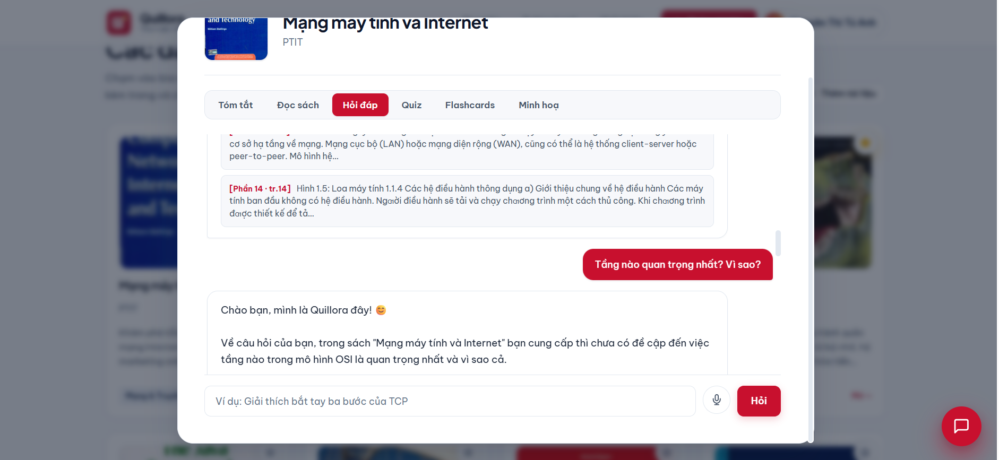 Quillora
and Technology
William Stallings
Mạng máy tính và Internet
PTIT
Tóm tắt
Đọc sách
Hỏi đáp
Quiz
Flashcards
Minh hoạ
cơ sở hạ tầng về mạng. Mạng cục bộ (LAN) hoặc mạng diện rộng (WAN), cũng có thể là hệ thống client-server hoặc
peer-to-peer. Mô hình hệ...
[Phần 14 · tr.14] Hình 1.5: Loa máy tính 1.1.4 Các hệ điều hành thông dụng a) Giới thiệu chung về hệ điều hành Các máy
tính ban đầu không có hệ điều hành. Ngƣời điều hành sẽ tải và chạy chƣơng trình một cách thủ công. Khi chƣơng trình
đƣợc thiết kế để tả...
Tầng nào quan trọng nhất? Vì sao?
Chào bạn, mình là Quillora đây! 😊
Về câu hỏi của bạn, trong sách "Mạng máy tính và Internet" bạn cung cấp thì chưa có đề cập đến việc
tầng nào trong mô hình OSI là quan trọng nhất và vì sao cả.
Ví dụ: Giải thích bắt tay ba bước của TCP
Hỏi